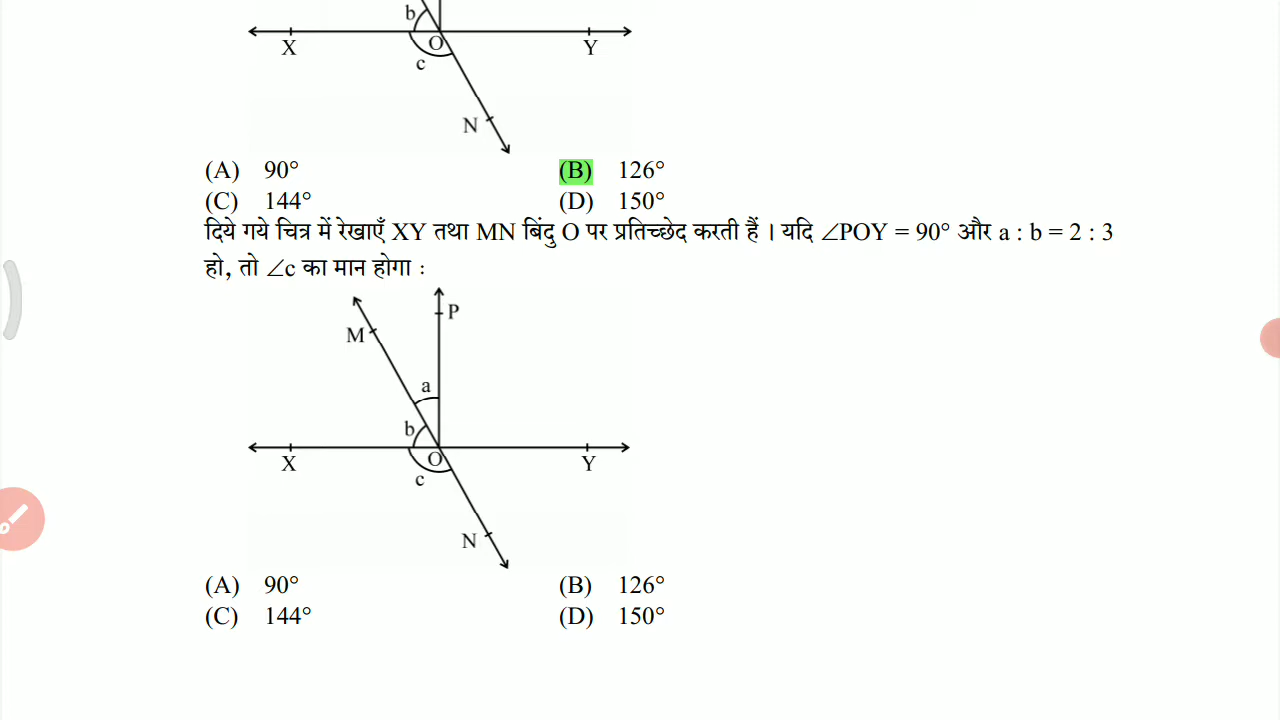 b
X O Y
c
N
(A) 90° (B) 126°
(C) 144° (D) 150°
दिये गये चित्र में रेखाएँ XY तथा MN बिंदु O पर प्रतिच्छेद करती हैं । यदि ∠POY = 90° और a : b = 2 : 3
हो, तो ∠c का मान होगा :
P
M
a
b
X O Y
c
N
(A) 90° (B) 126°
(C) 144° (D) 150°